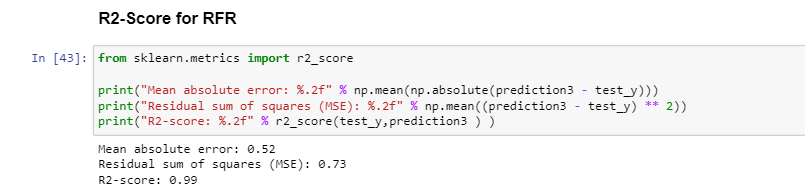 R2-Score for RFR
In [43]: from sklearn.metrics import r2_score
print("Mean absolute error: %.2f" % np.mean(np.absolute(prediction3 - test_y)))
print("Residual sum of squares (MSE): %.2f" % np.mean((prediction3 - test_y) ** 2))
print("R2-score: %.2f" % r2_score(test_y,prediction3 ) )
Mean absolute error: 0.52
Residual sum of squares (MSE): 0.73
R2-score: 0.99